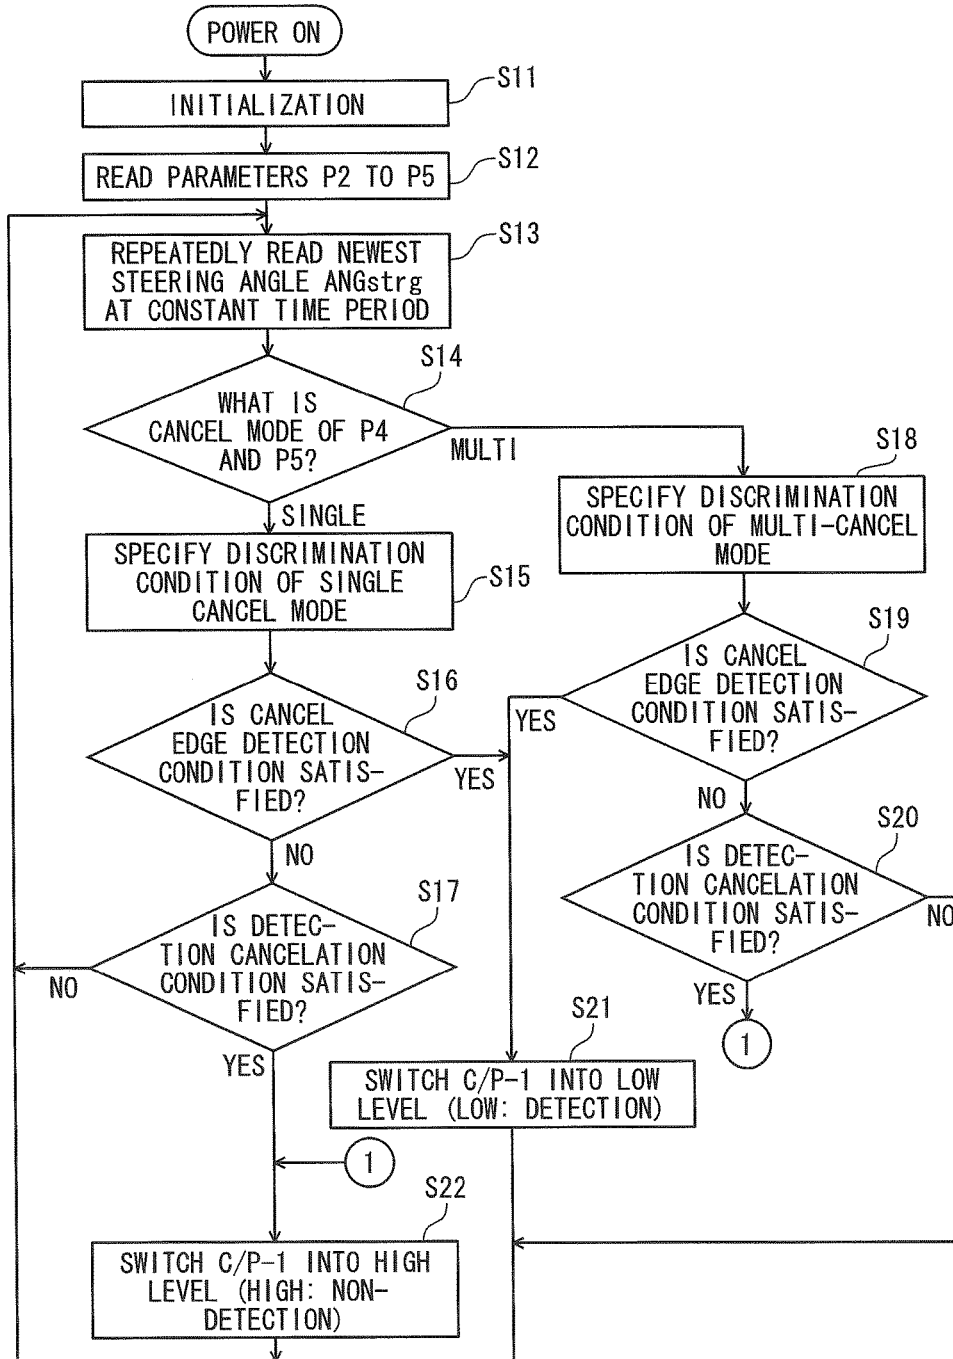 POWER ON
S11
INITIALIZATION
S12
READ PARAMETERS P2 TO P5
S13
REPEATEDLY READ NEWEST
STEERING ANGLE ANGstrg
AT CONSTANT TIME PERIOD
S14
WHAT IS
CANCEL MODE OF P4
AND P5?
MULTI
SINGLE
S15
SPECIFY DISCRIMINATION
CONDITION OF SINGLE
CANCEL MODE
S18
SPECIFY DISCRIMINATION
CONDITION OF MULTI-CANCEL
MODE
S16
IS CANCEL
EDGE DETECTION
CONDITION SATIS-
FIED?
YES
NO
S19
IS CANCEL
EDGE DETECTION
CONDITION SATIS-
FIED?
YES
NO
S17
IS DETEC-
TION CANCELATION
CONDITION SATIS-
FIED?
NO
YES
S20
IS DETEC-
TION CANCELATION
CONDITION SATIS-
FIED?
NO
YES
1
S21
SWITCH C/P-1 INTO LOW
LEVEL (LOW: DETECTION)
1
S22
SWITCH C/P-1 INTO HIGH
LEVEL (HIGH: NON-
DETECTION)